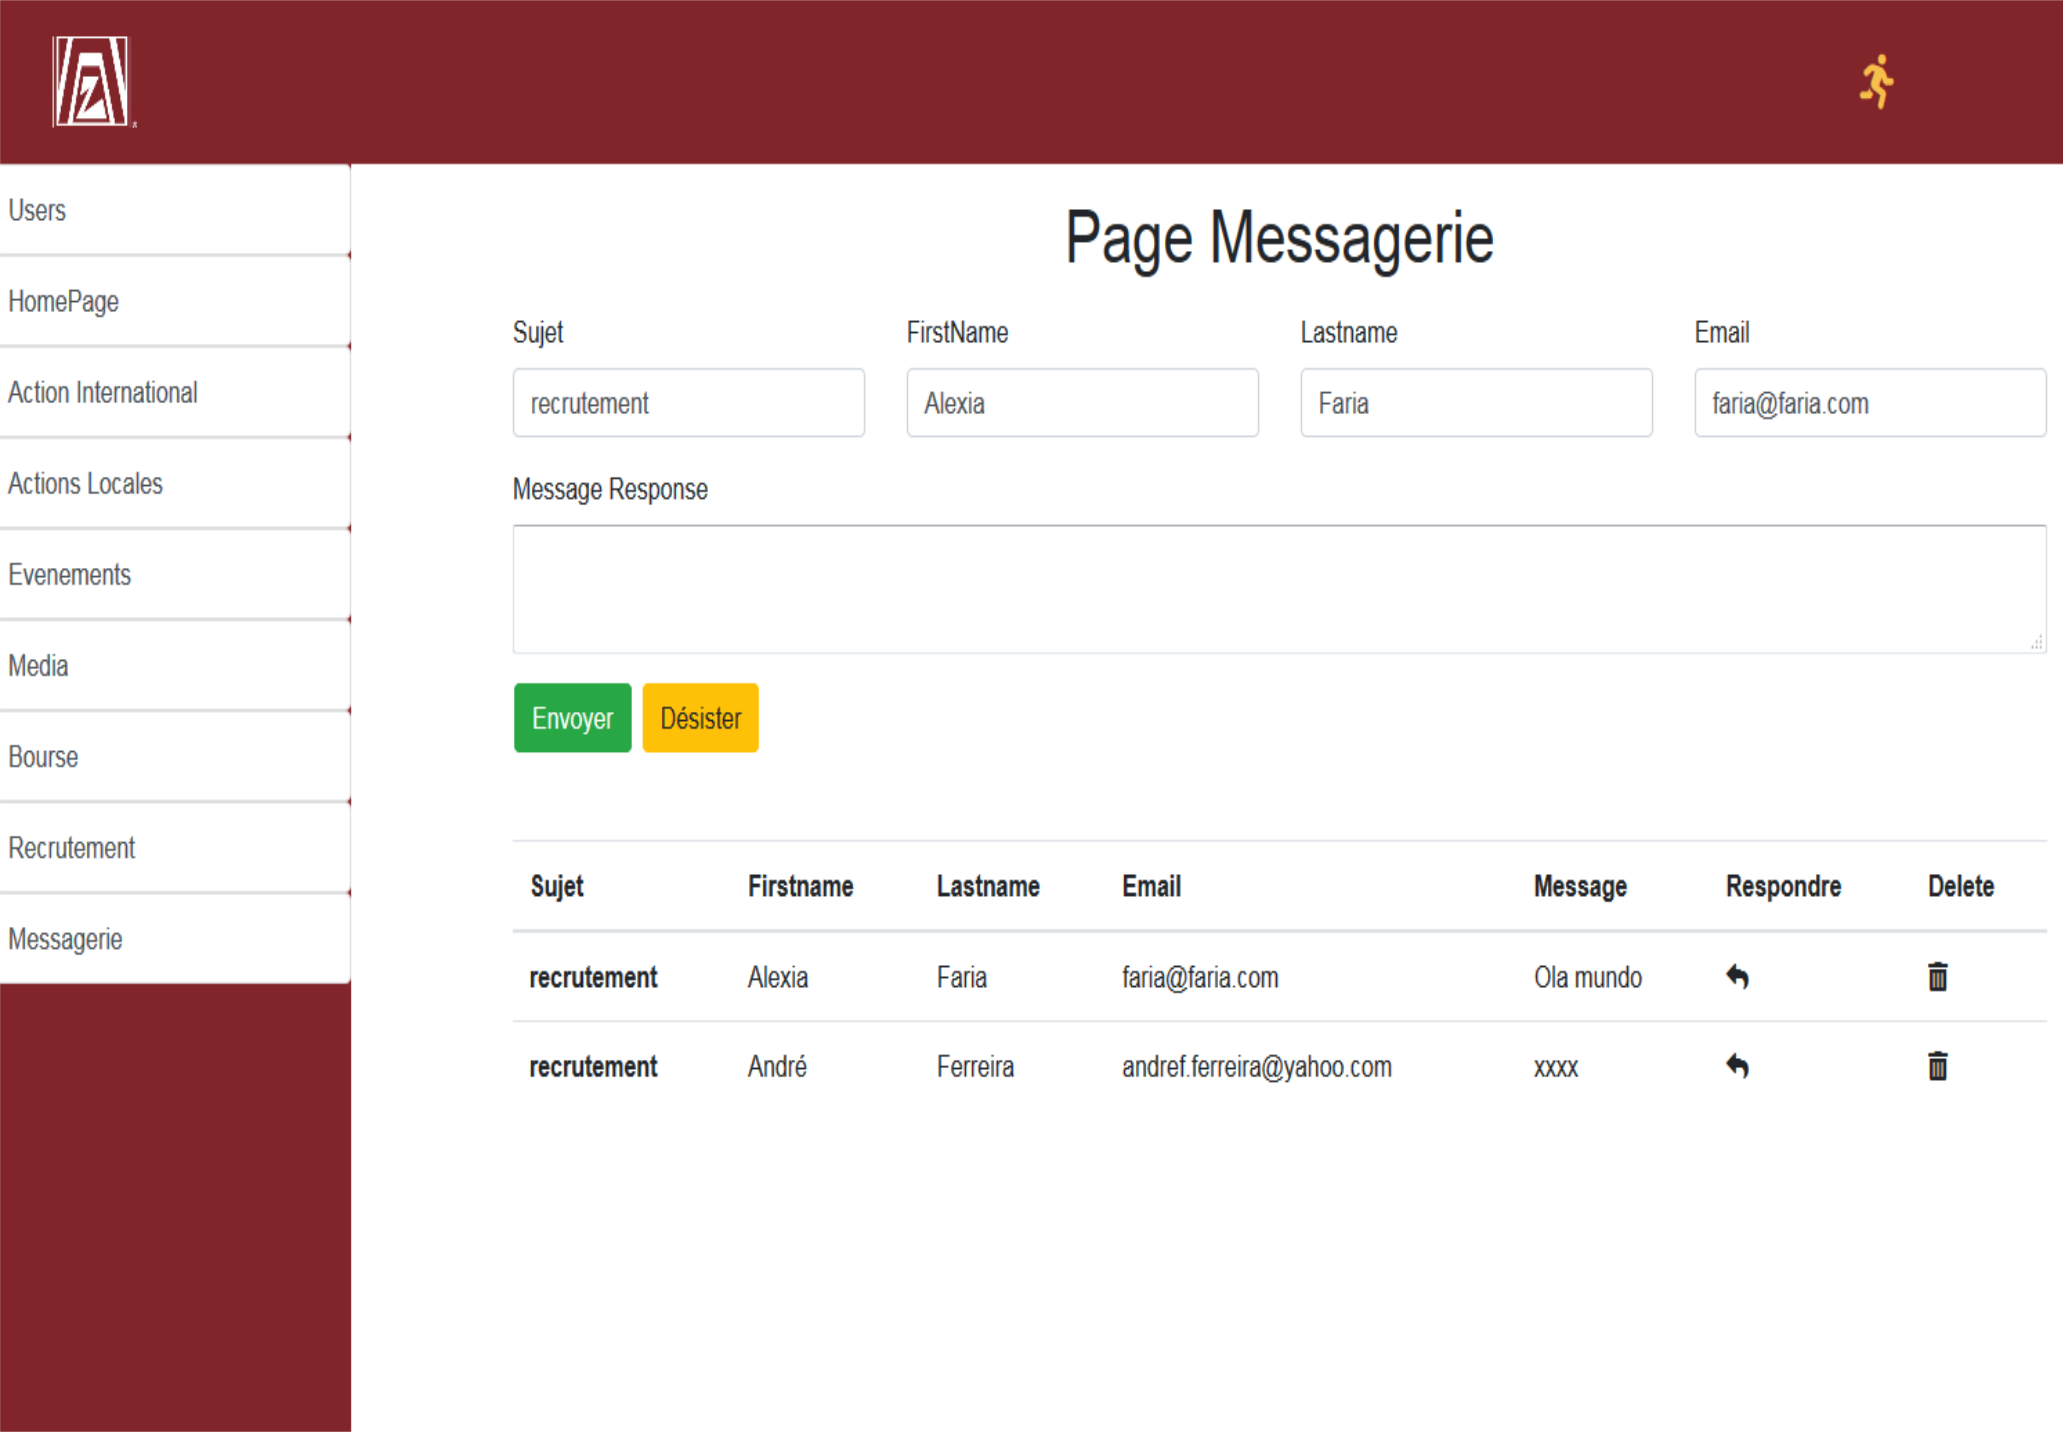 Users
HomePage
Action International
Actions Locales
Evenements
Media
Bourse
Recrutement
Messagerie
Page Messagerie
Sujet FirstName Lastname Email
recrutement Alexia Faria faria@faria.com
Message Response
Envoyer Désister
Sujet Firstname Lastname Email Message Respondre Delete
recrutement Alexia Faria faria@faria.com Ola mundo
recrutement André Ferreira andref.ferreira@yahoo.com xxxx